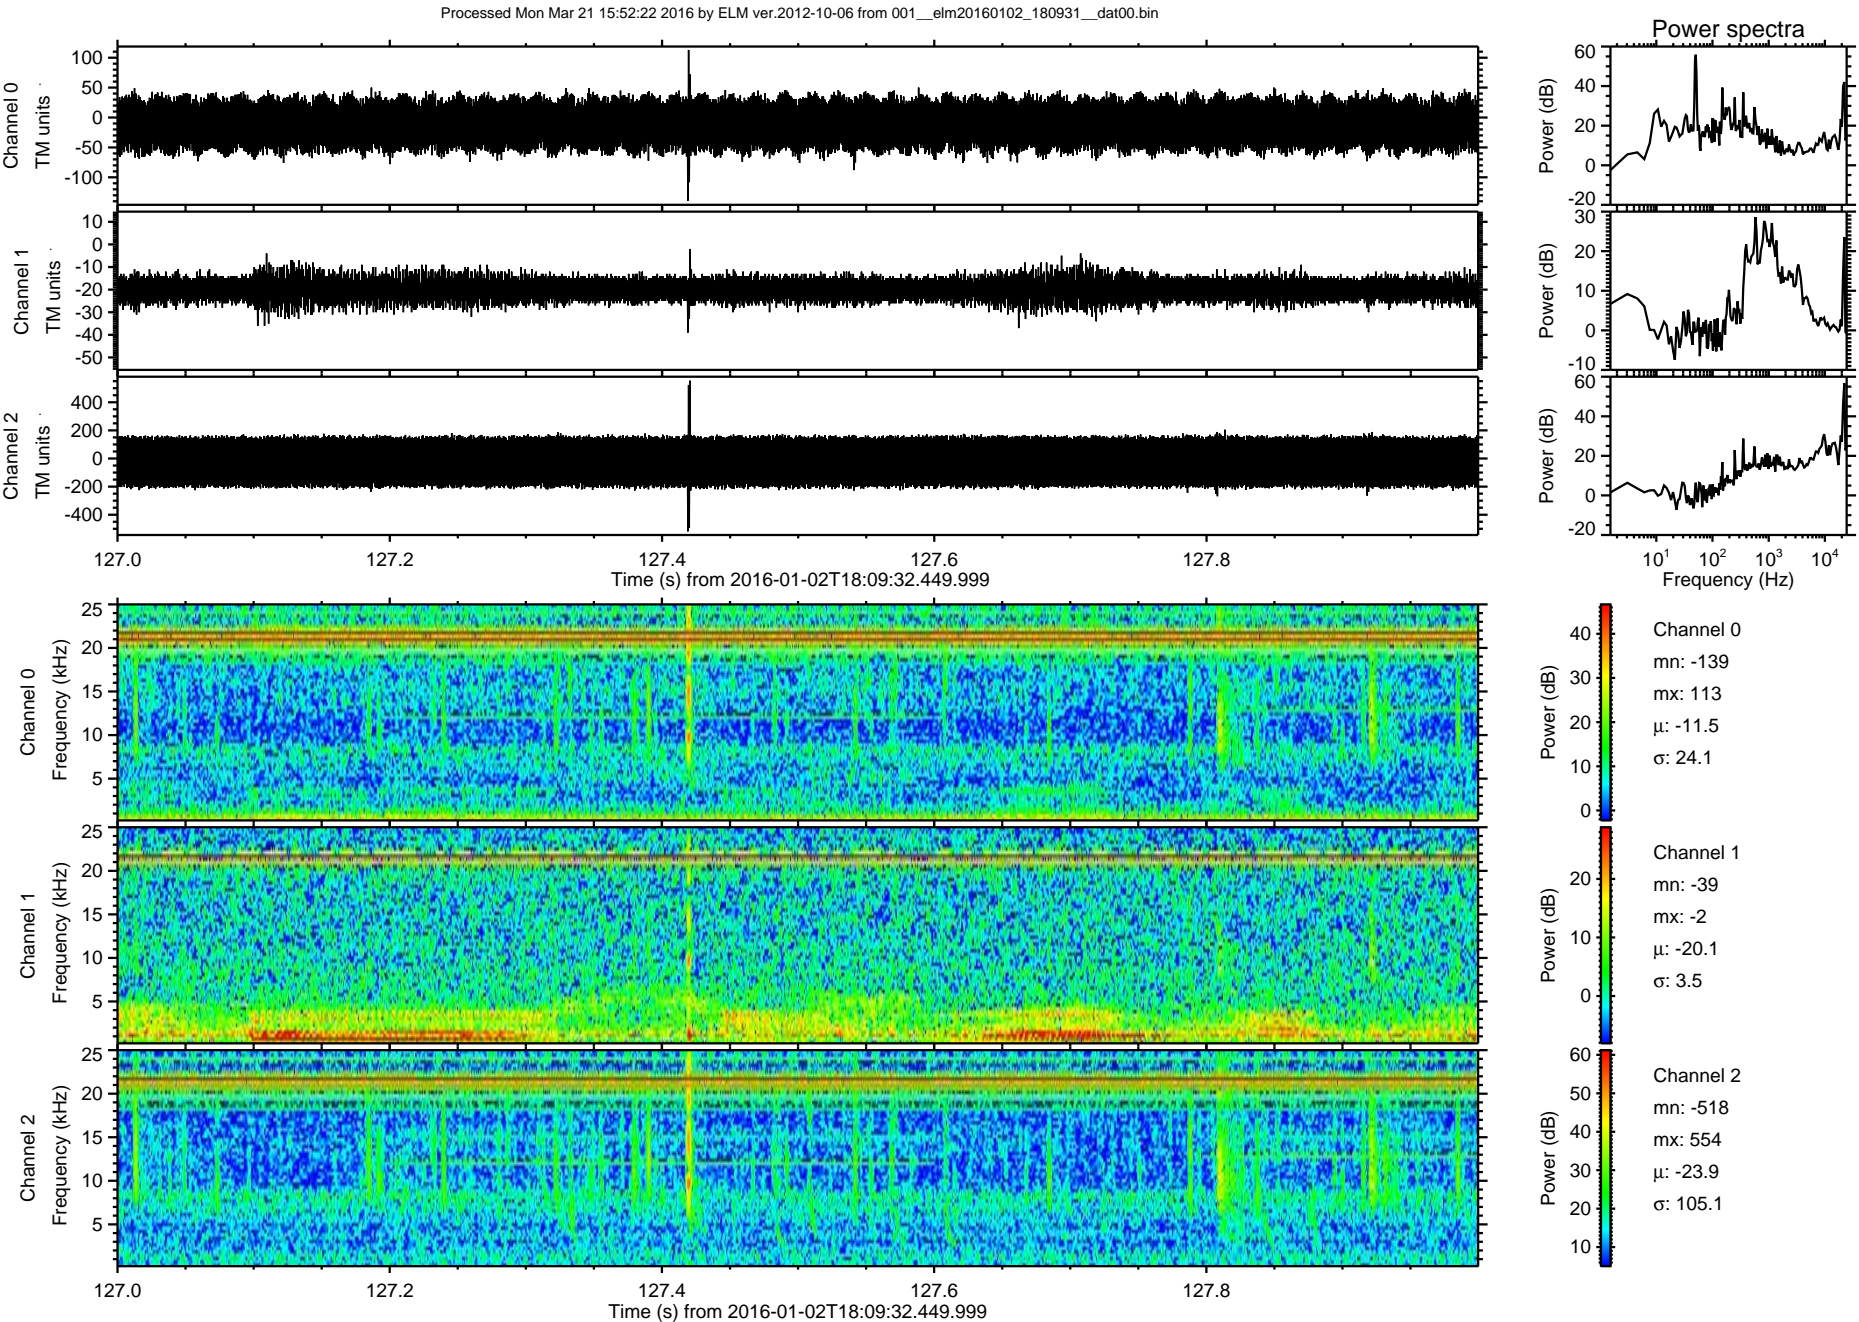 Processed Mon Mar 21 15:52:22 2016 by ELM ver.2012-10-06 from 001__elm20160102_180931__dat00.bin
Power spectra
Channel 0
TM units
100
50
0
-50
-100
Power (dB)
60
40
20
0
-20
Channel 1
TM units
10
0
-10
-20
-30
-40
-50
Power (dB)
30
20
10
0
-10
Channel 2
TM units
400
200
0
-200
-400
Power (dB)
60
40
20
0
-20
127.0 127.2 127.4 127.6 127.8
Time (s) from 2016-01-02T18:09:32.449.999
10¹ 10² 10³ 10⁴
Frequency (Hz)
Channel 0
Frequency (kHz)
25
20
15
10
5
Power (dB)
40
30
20
10
0
Channel 0
mn: -139
mx: 113
μ: -11.5
σ: 24.1
Channel 1
Frequency (kHz)
25
20
15
10
5
Power (dB)
20
10
0
Channel 1
mn: -39
mx: -2
μ: -20.1
σ: 3.5
Channel 2
Frequency (kHz)
25
20
15
10
5
Power (dB)
60
50
40
30
20
10
Channel 2
mn: -518
mx: 554
μ: -23.9
σ: 105.1
127.0 127.2 127.4 127.6 127.8
Time (s) from 2016-01-02T18:09:32.449.999